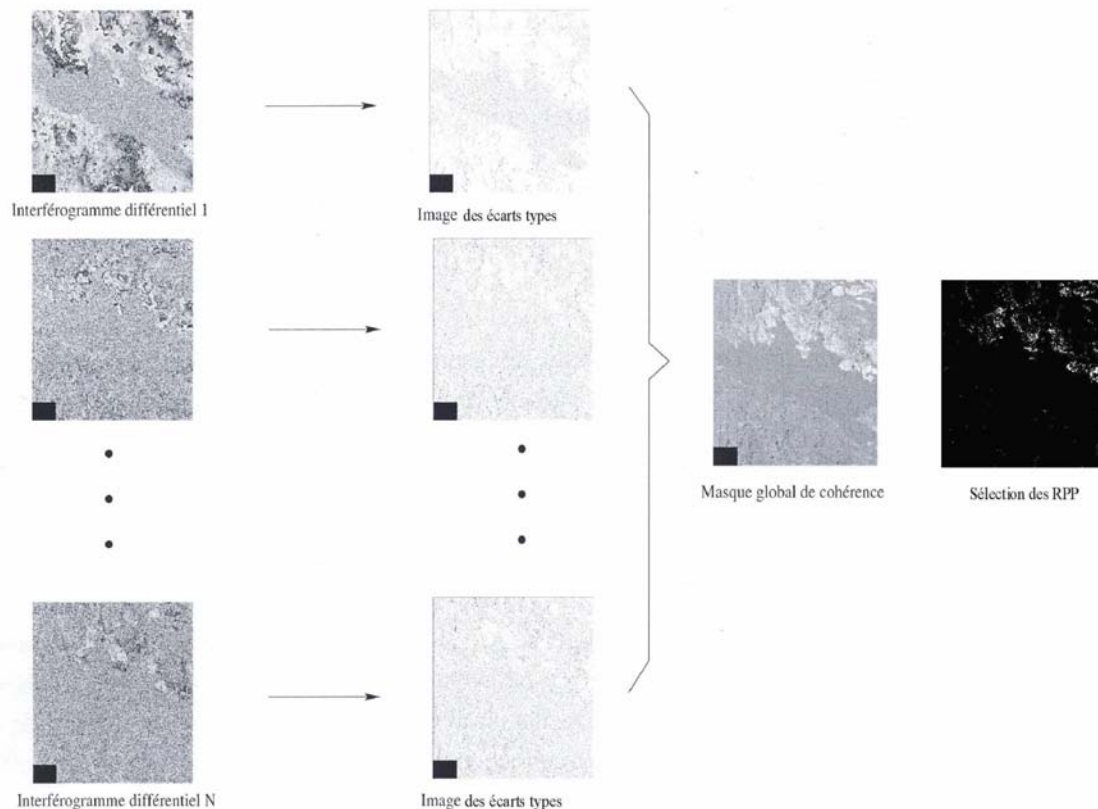 Interférogramme différentiel 1
Image des écarts types
Masque global de cohérence
Sélection des RPP
Interférogramme différentiel N
Image des écarts types